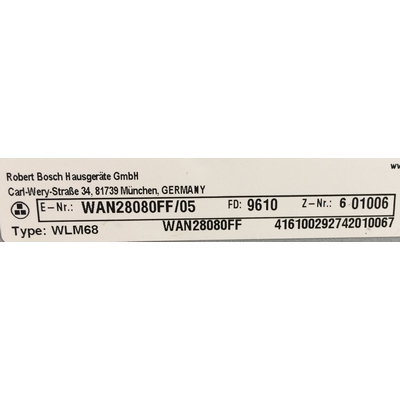 ww
Robert Bosch Hausgeräte GmbH
Carl-Wery-Straße 34, 81739 München, GERMANY
E-Nr.: WAN28080FF/05 FD: 9610 Z-Nr.: 6 01006
Type: WLM68 WAN28080FF 416100292742010067